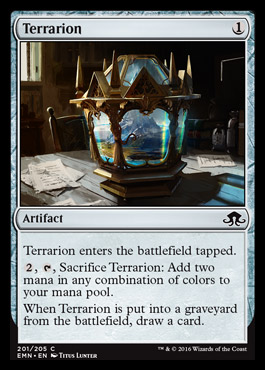 Terrarion 1
Artifact
Terrarion enters the battlefield tapped.
2, , Sacrifice Terrarion: Add two
mana in any combination of colors to
your mana pool.
When Terrarion is put into a graveyard
from the battlefield, draw a card.
201/205 C
EMN • EN Titus Lunter
™ & © 2016 Wizards of the Coast